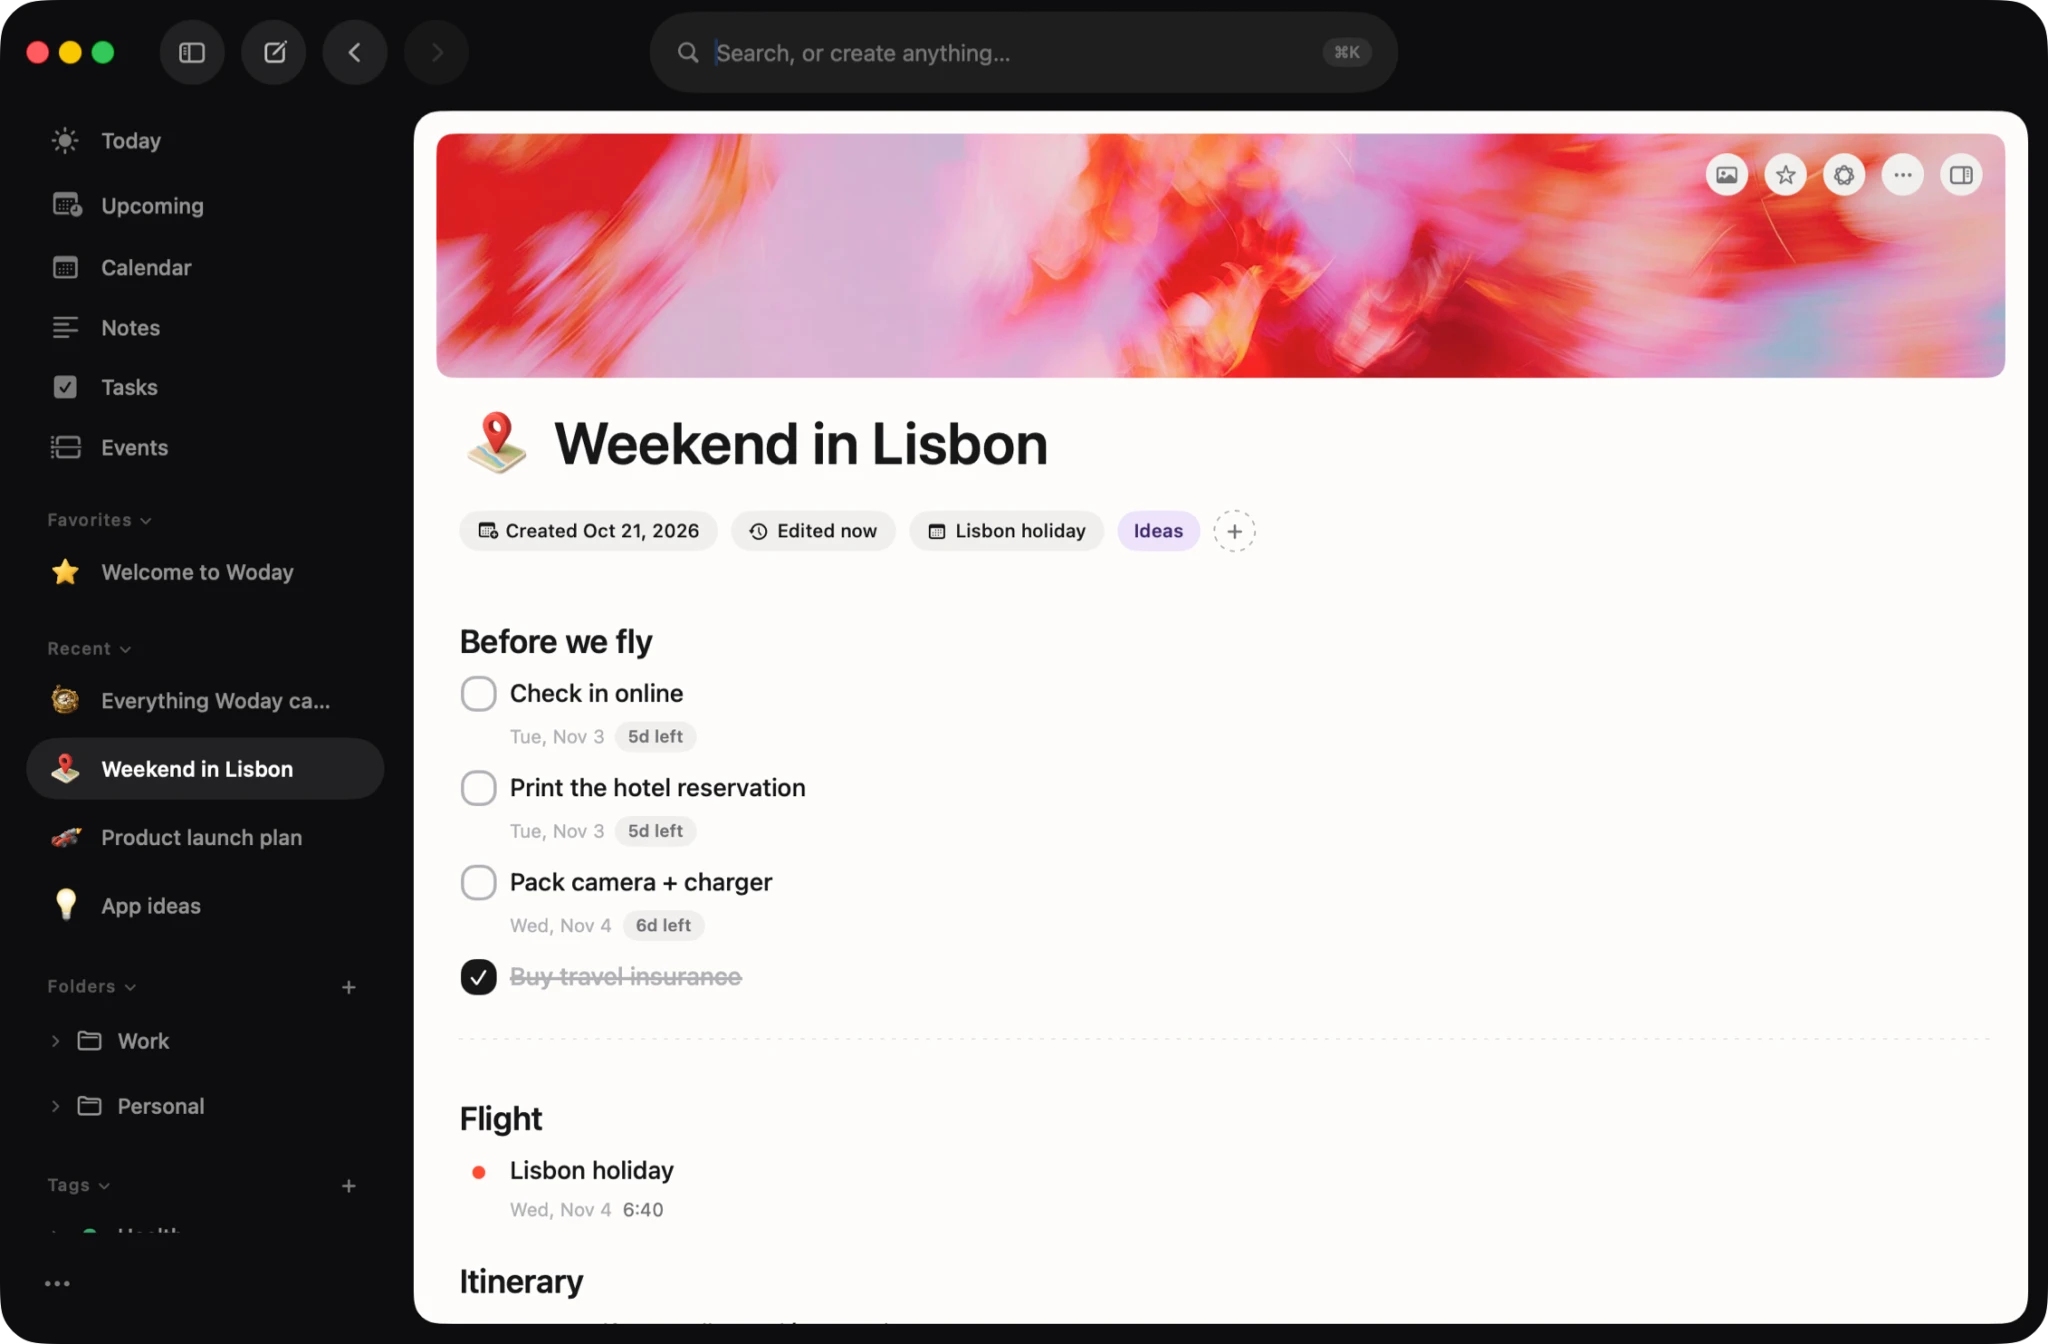 Search, or create anything...
⌘K
Today
Upcoming
Calendar
Notes
Tasks
Events
Favorites
Welcome to Woday
Recent
Everything Woday ca...
Weekend in Lisbon
Product launch plan
App ideas
Folders
Work
Personal
Tags
Weekend in Lisbon
Created Oct 21, 2026
Edited now
Lisbon holiday
Ideas
Before we fly
Check in online
Tue, Nov 3 5d left
Print the hotel reservation
Tue, Nov 3 5d left
Pack camera + charger
Wed, Nov 4 6d left
Buy travel insurance
Flight
Lisbon holiday
Wed, Nov 4 6:40
Itinerary